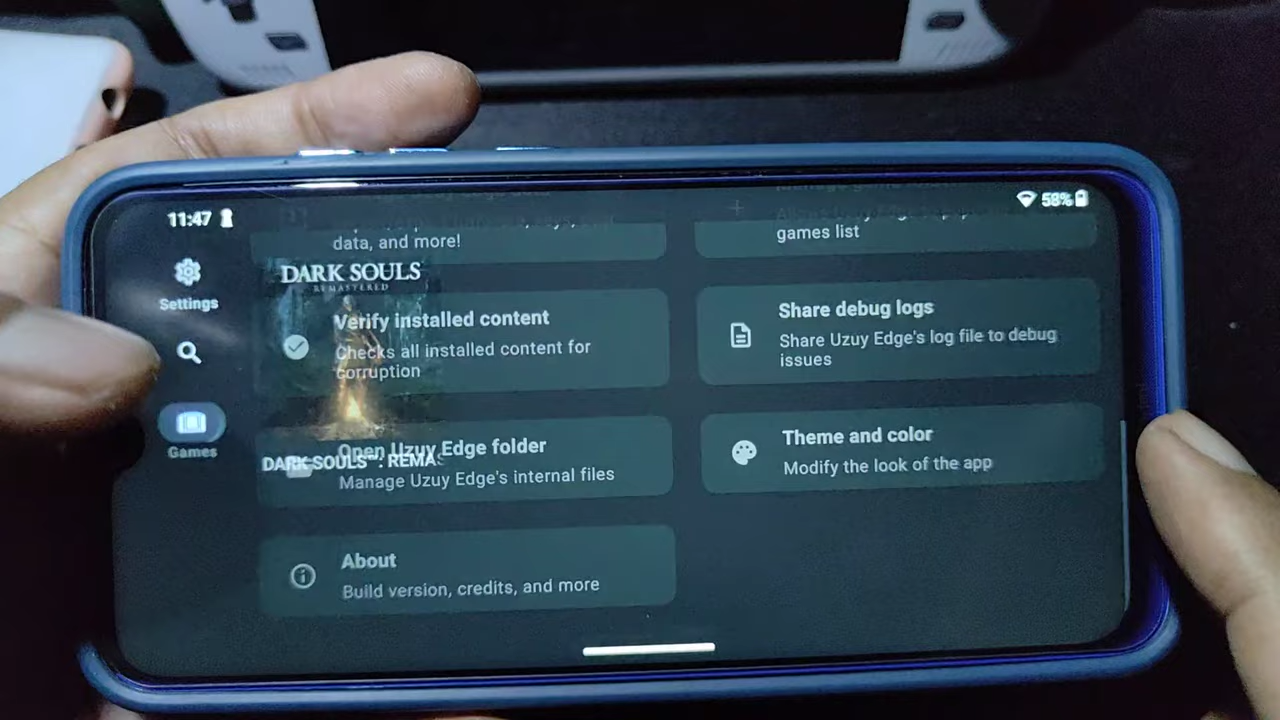 11:47
58%
data, and more!
games list
Settings
DARK SOULS
REMASTERED
Verify installed content
Checks all installed content for
corruption
Share debug logs
Share Uzuy Edge's log file to debug
issues
Games
Open Uzuy Edge folder
Manage Uzuy Edge's internal files
DARK SOULS™: REMA
Theme and color
Modify the look of the app
About
Build version, credits, and more